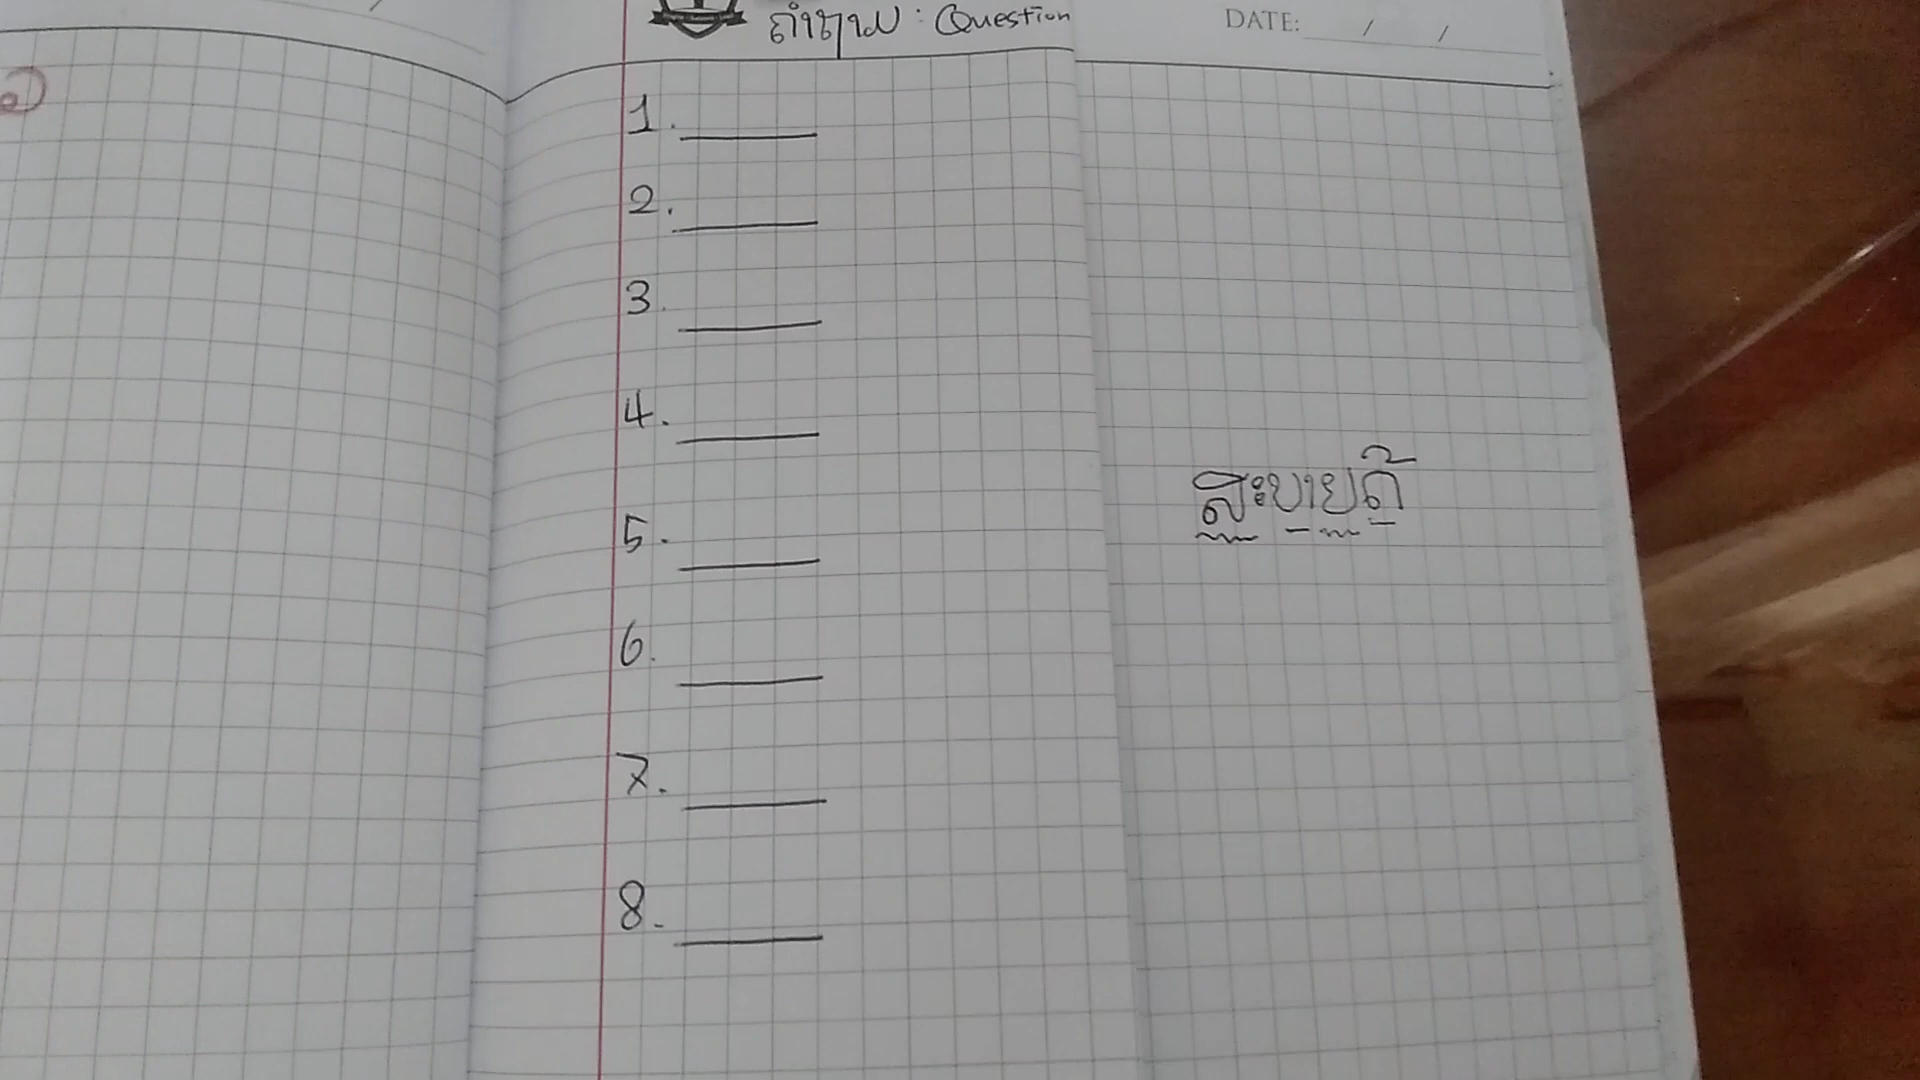 ຄຳຖາມ : Question
DATE: / /
1.
2.
3.
4.
5.
6.
7.
8.
ສະບາຍດີ